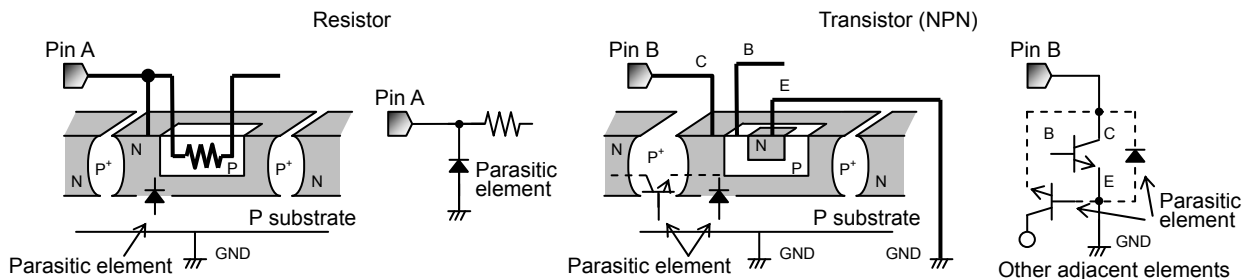 Resistor
Transistor (NPN)
Pin A
Pin A
N
N
P+
P
P+
N
Parasitic
element
P substrate
GND
Parasitic element
Pin B
C
B
E
N
P+
N
P
P+
N
P substrate
GND
GND
Parasitic element
Pin B
B
C
E
Parasitic
element
GND
Other adjacent elements